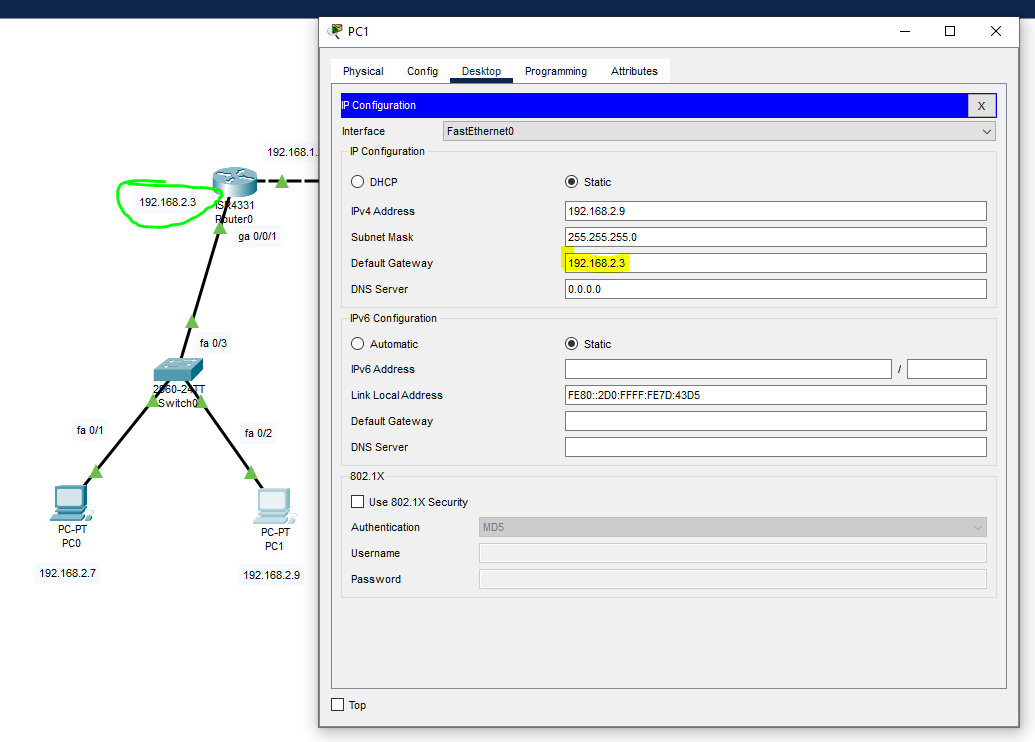 PC1
Physical Config Desktop Programming Attributes
IP Configuration X
Interface FastEthernet0
IP Configuration
DHCP Static
IPv4 Address 192.168.2.9
Subnet Mask 255.255.255.0
Default Gateway 192.168.2.3
DNS Server 0.0.0.0
IPv6 Configuration
Automatic Static
IPv6 Address /
Link Local Address FE80::2D0:FFFF:FE7D:43D5
Default Gateway
DNS Server
802.1X
Use 802.1X Security
Authentication MD5
Username
Password
Top
192.168.1.
192.168.2.3
ISR4331
Router0
ga 0/0/1
fa 0/3
2960-24TT
Switch0
fa 0/1
fa 0/2
PC-PT
PC0
192.168.2.7
PC-PT
PC1
192.168.2.9